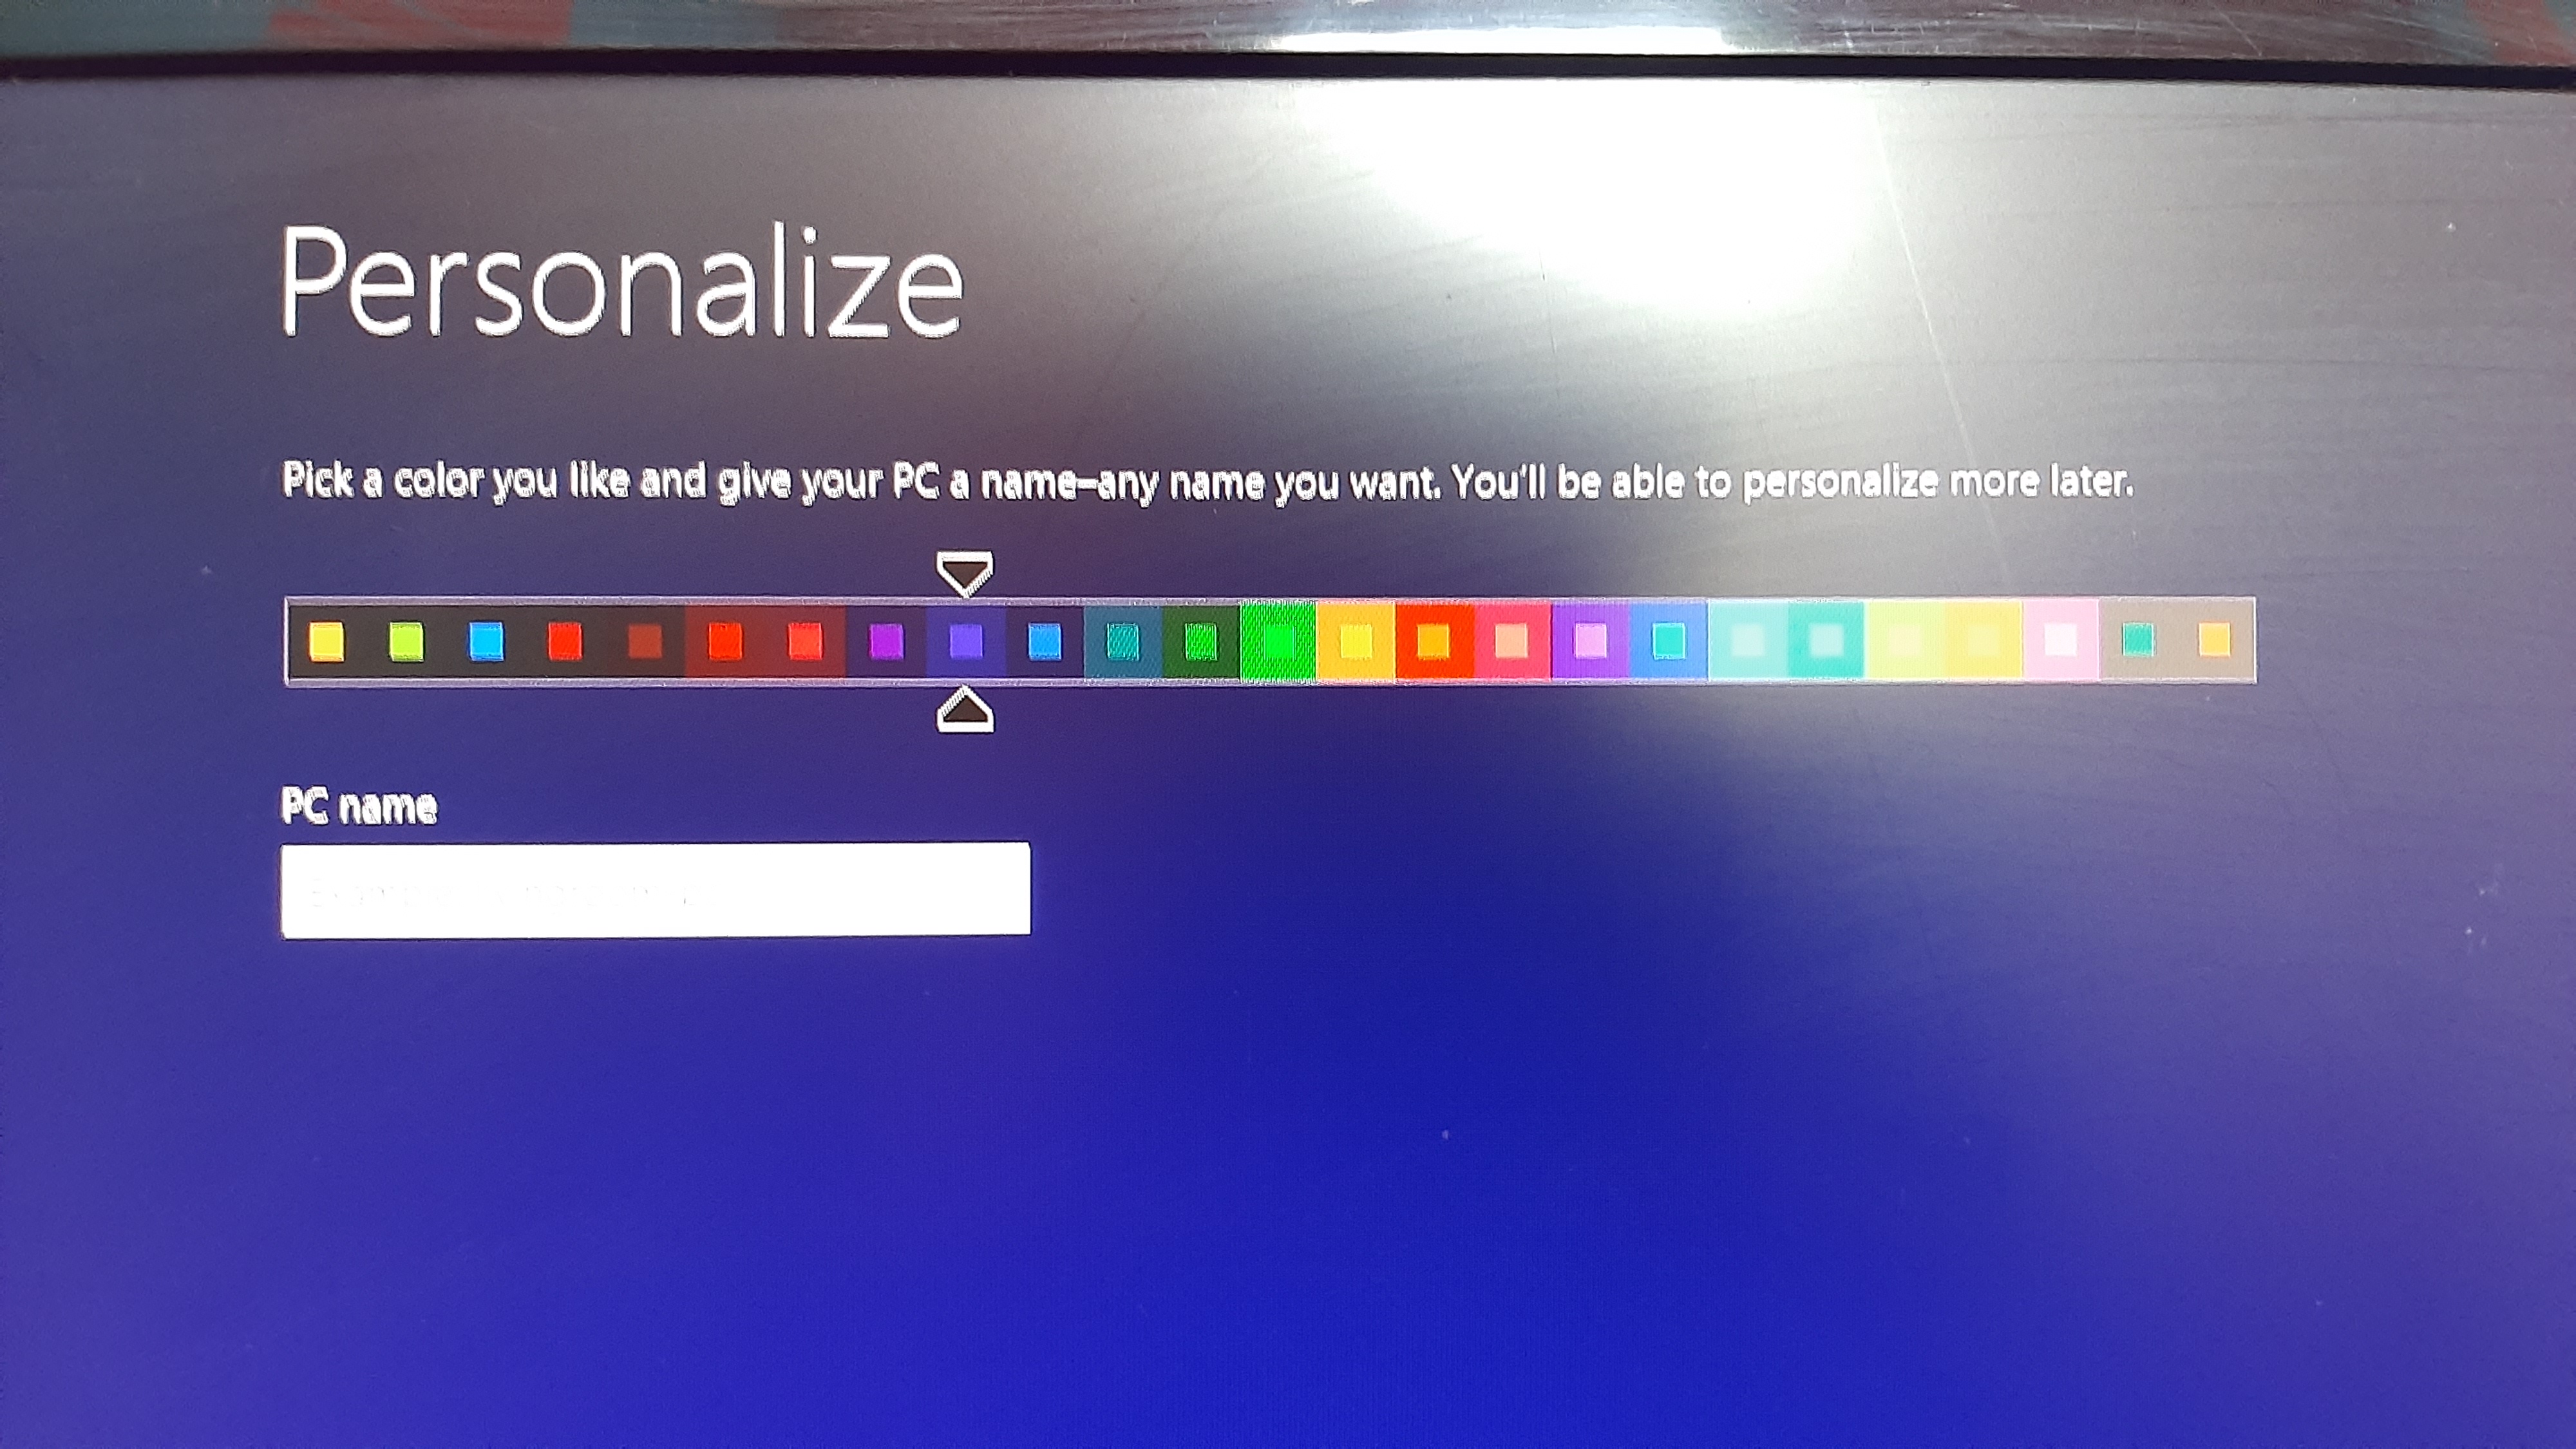 Personalize
Pick a color you like and give your PC a name–any name you want. You'll be able to personalize more later.
PC name